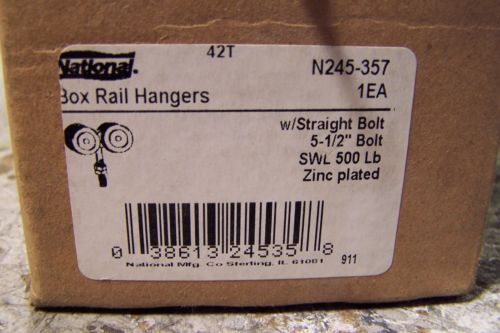 42T
National.
N245-357
Box Rail Hangers
1EA
w/Straight Bolt
5-1/2" Bolt
SWL 500 Lb
Zinc plated
0 38613 24535 8
National Mfg. Co Sterling, IL 61081
911